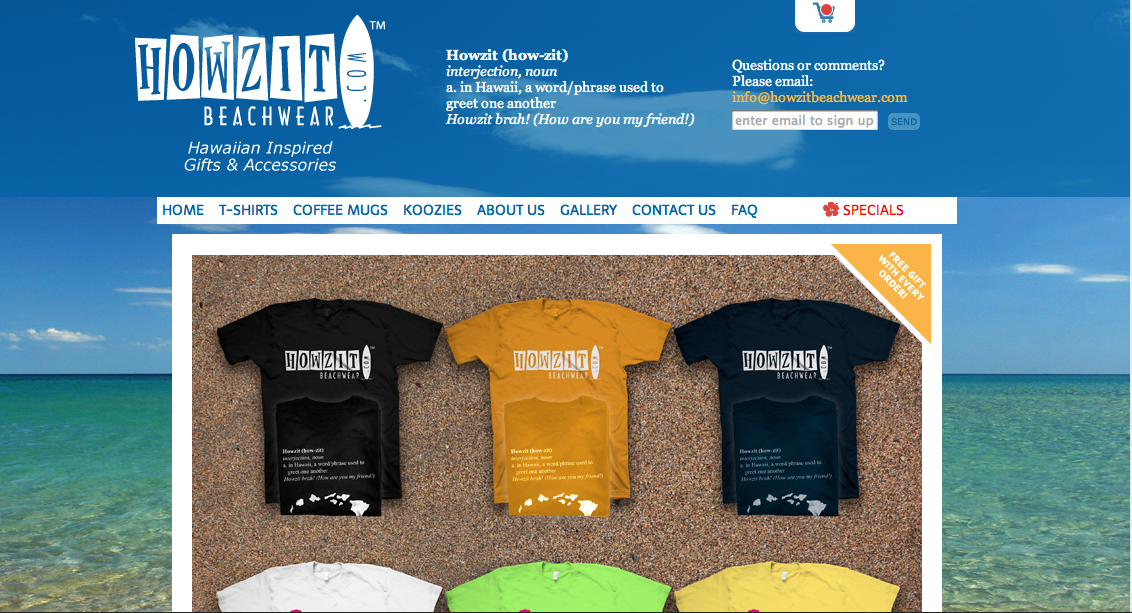 HOWZIT .COM TM
BEACHWEAR
Hawaiian Inspired
Gifts & Accessories
Howzit (how-zit)
interjection, noun
a. in Hawaii, a word/phrase used to
greet one another
Howzit brah! (How are you my friend!)
Questions or comments?
Please email:
info@howzitbeachwear.com
enter email to sign up SEND
HOME T-SHIRTS COFFEE MUGS KOOZIES ABOUT US GALLERY CONTACT US FAQ SPECIALS
FREE GIFT
WITH EVERY
ORDER!
HOWZIT .COM TM
BEACHWEAR
Howzit (how-zit)
interjection, noun
a. in Hawaii, a word/phrase used to
greet one another
Howzit brah! (How are you my friend!)
HOWZIT .COM TM
BEACHWEAR
Howzit (how-zit)
interjection, noun
a. in Hawaii, a word/phrase used to
greet one another
Howzit brah! (How are you my friend!)
HOWZIT .COM TM
BEACHWEAR
Howzit (how-zit)
interjection, noun
a. in Hawaii, a word/phrase used to
greet one another
Howzit brah! (How are you my friend!)